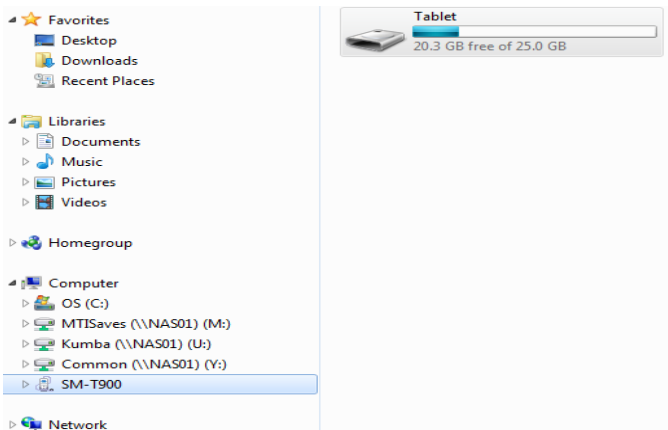 Favorites
Desktop
Downloads
Recent Places
Libraries
Documents
Music
Pictures
Videos
Homegroup
Computer
OS (C:)
MTISaves (\\NAS01) (M:)
Kumba (\\NAS01) (U:)
Common (\\NAS01) (Y:)
SM-T900
Network
Tablet
20.3 GB free of 25.0 GB